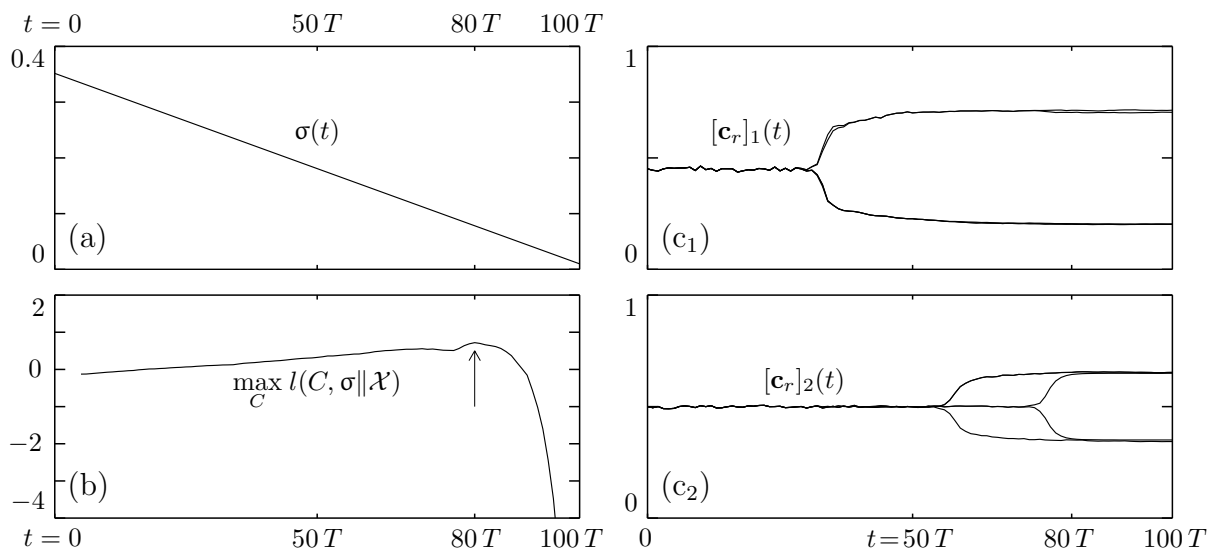 t = 0 50 T 80 T 100 T
0.4 1
σ(t) [c_r]_1(t)
(a) (c_1)
0 0
2 1
0
max_C l(C, σ‖𝒳) [c_r]_2(t)
−2
(b) (c_2)
−4 0
t = 0 50 T 80 T 100 T 0 t=50 T 80 T 100 T